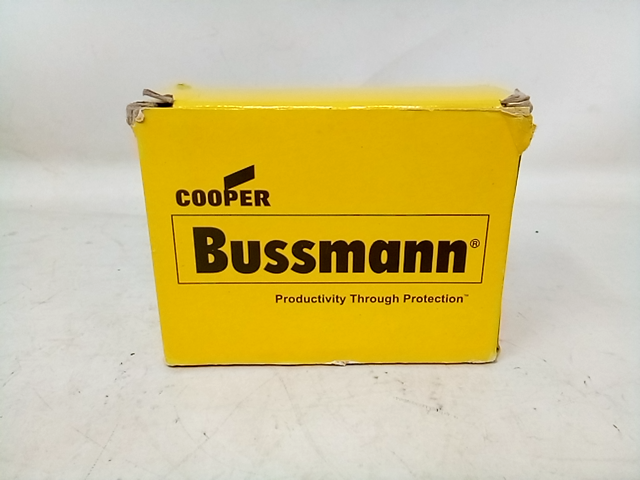 COOPER
Bussmann®
Productivity Through Protection™